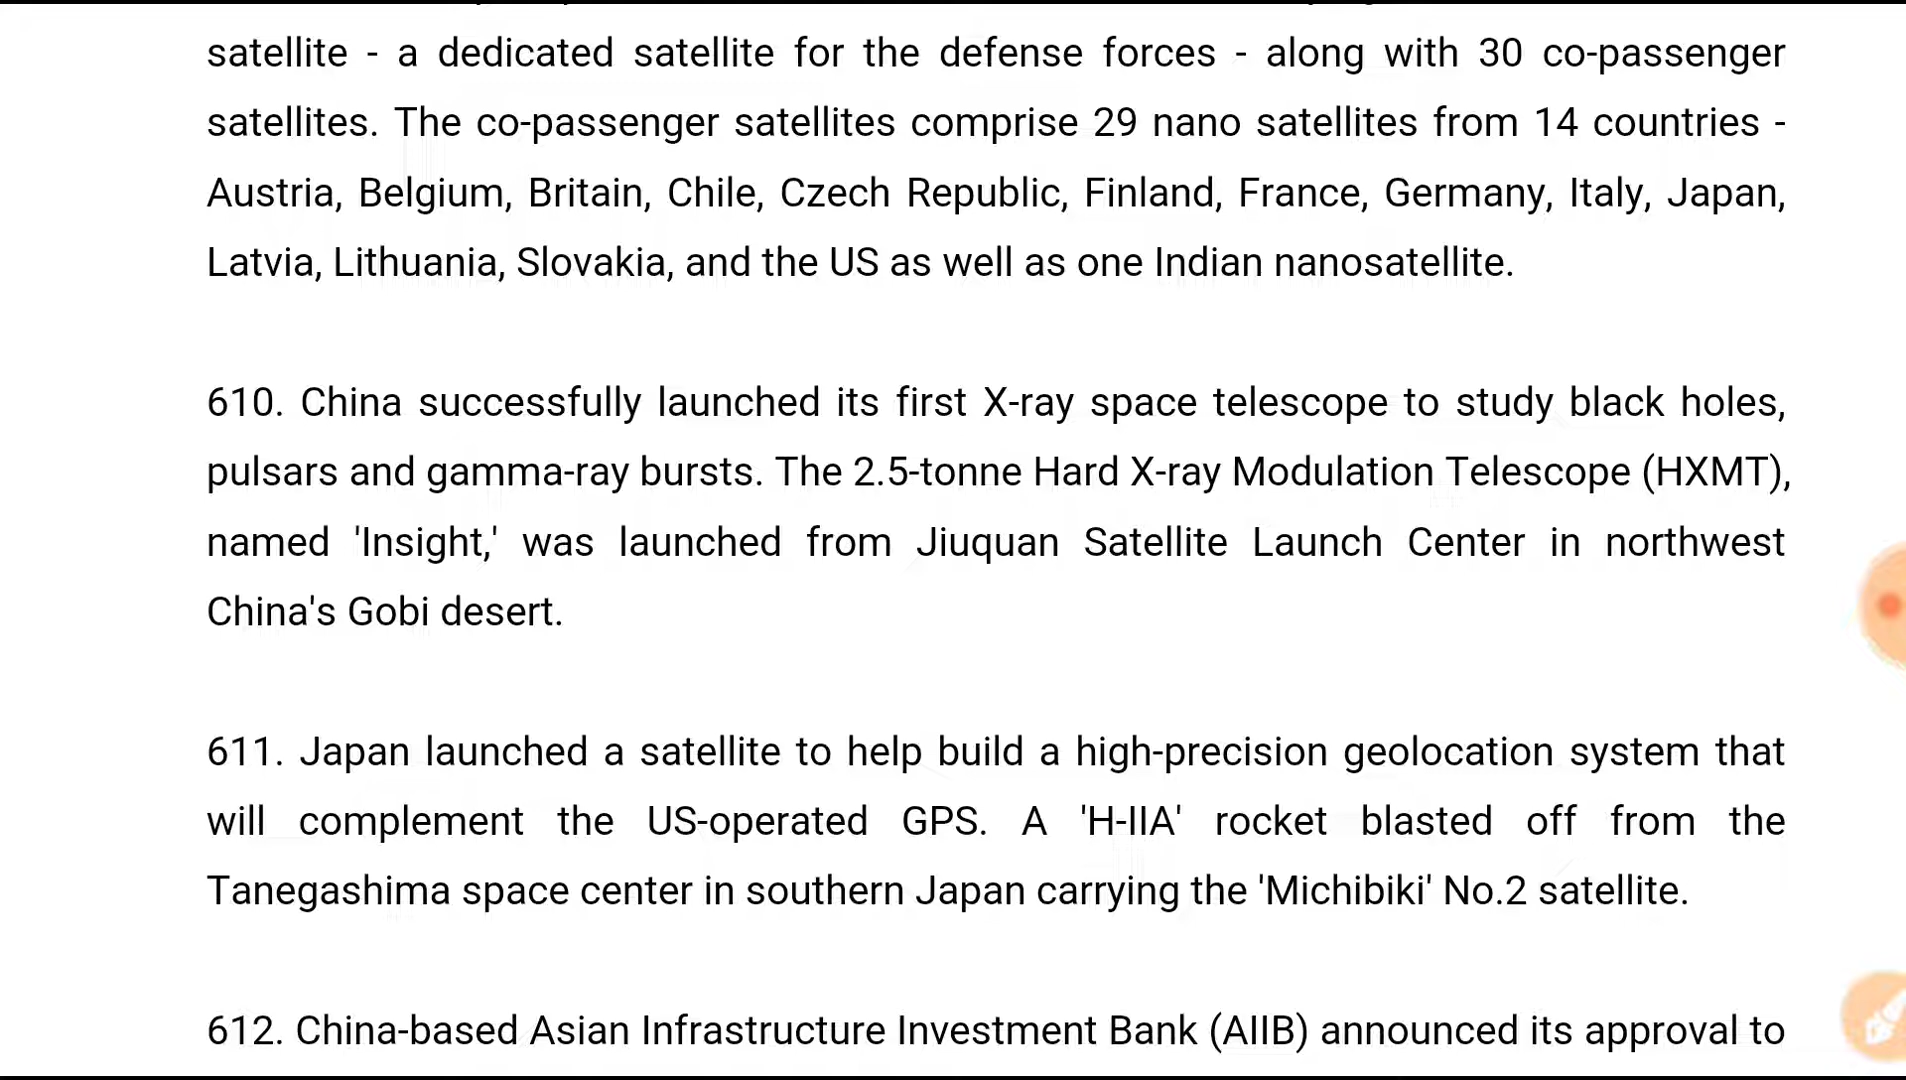 satellite - a dedicated satellite for the defense forces - along with 30 co-passenger
satellites. The co-passenger satellites comprise 29 nano satellites from 14 countries -
Austria, Belgium, Britain, Chile, Czech Republic, Finland, France, Germany, Italy, Japan,
Latvia, Lithuania, Slovakia, and the US as well as one Indian nanosatellite.
610. China successfully launched its first X-ray space telescope to study black holes,
pulsars and gamma-ray bursts. The 2.5-tonne Hard X-ray Modulation Telescope (HXMT),
named 'Insight,' was launched from Jiuquan Satellite Launch Center in northwest
China's Gobi desert.
611. Japan launched a satellite to help build a high-precision geolocation system that
will complement the US-operated GPS. A 'H-IIA' rocket blasted off from the
Tanegashima space center in southern Japan carrying the 'Michibiki' No.2 satellite.
612. China-based Asian Infrastructure Investment Bank (AIIB) announced its approval to